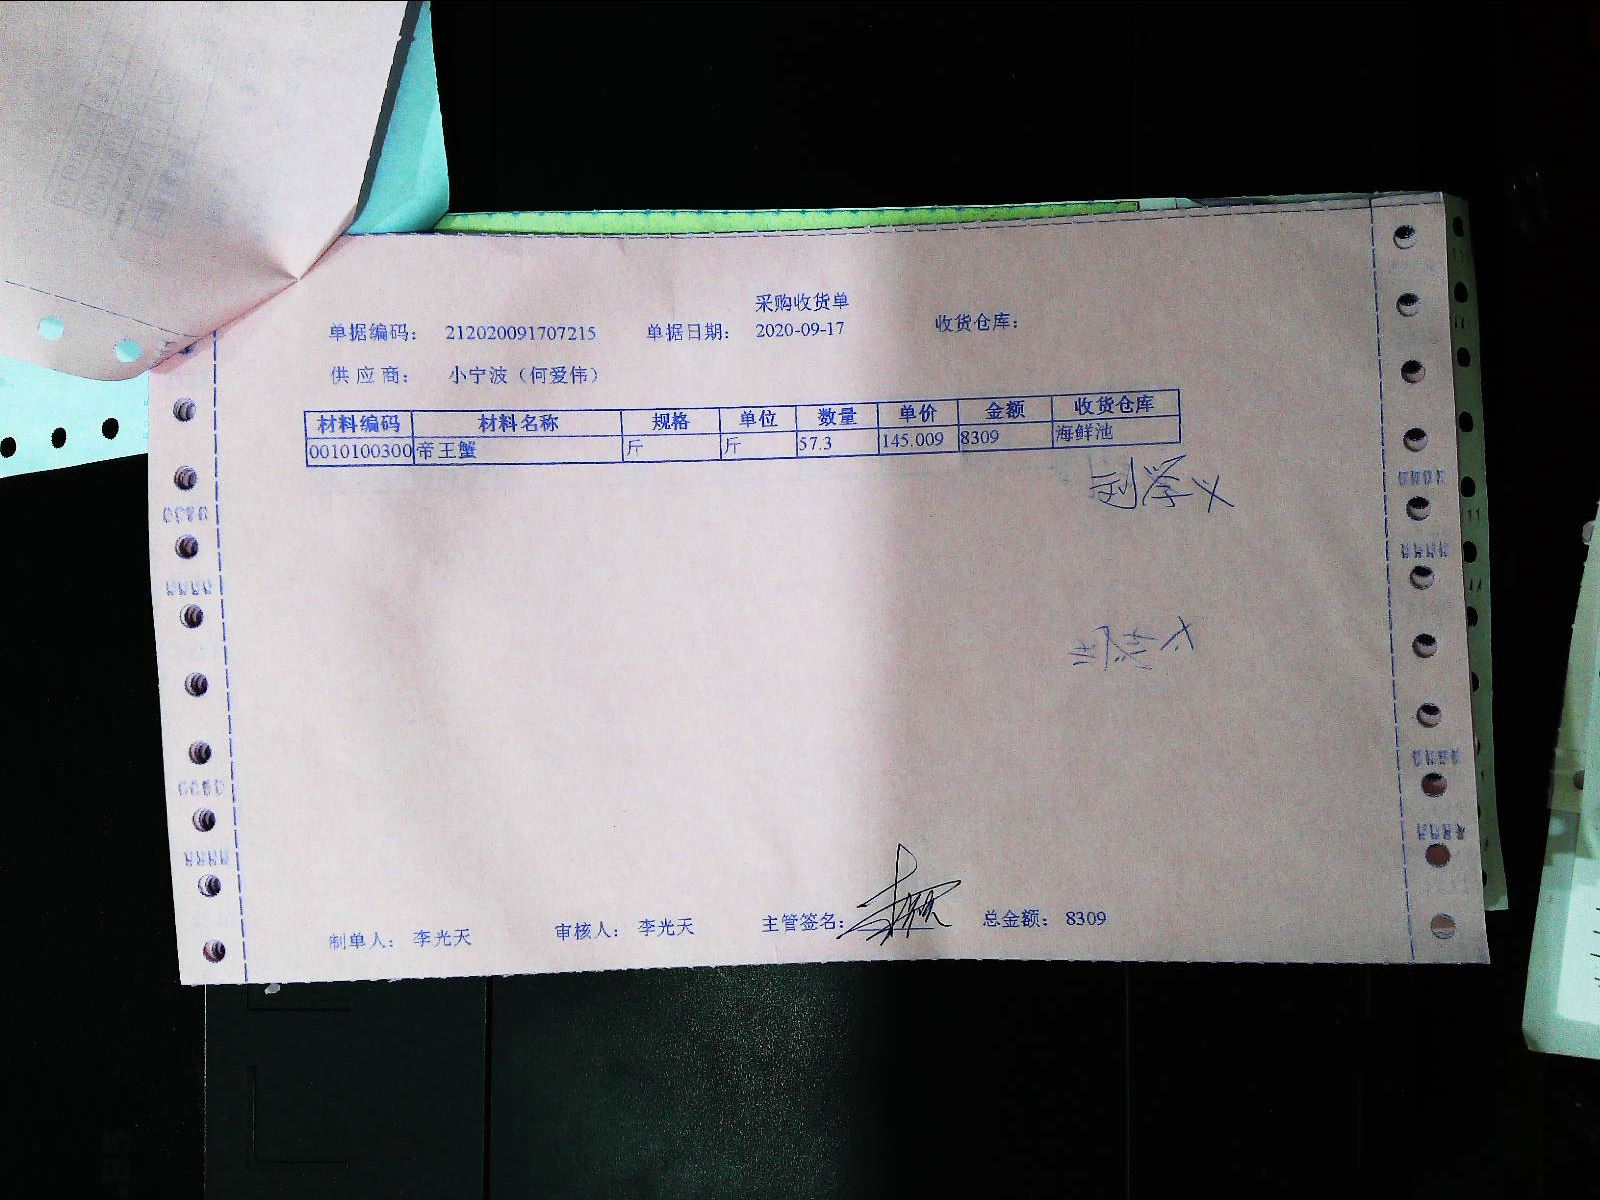 采购收货单
单据编码： 212020091707215 单据日期： 2020-09-17 收货仓库：
供应商： 小宁波（何爱伟）
材料编码 材料名称 规格 单位 数量 单价 金额 收货仓库
0010100300 帝王蟹 斤 斤 57.3 145.009 8309 海鲜池
刘学义
制单人： 李光天 审核人： 李光天 主管签名： 总金额： 8309